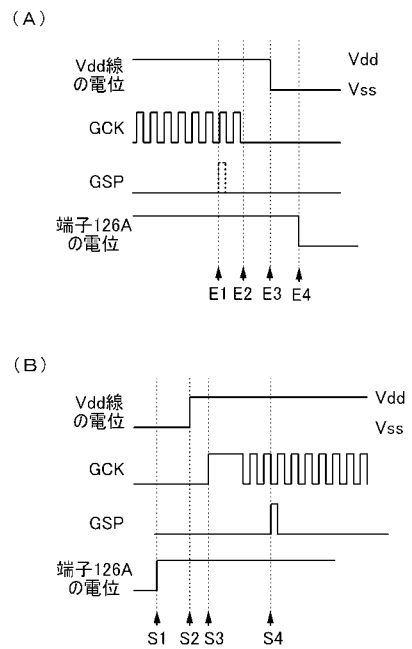 (A)
Vdd線
の電位
Vdd
Vss
GCK
GSP
端子126A
の電位
E1 E2 E3 E4
(B)
Vdd線
の電位
Vdd
Vss
GCK
GSP
端子126A
の電位
S1 S2 S3 S4